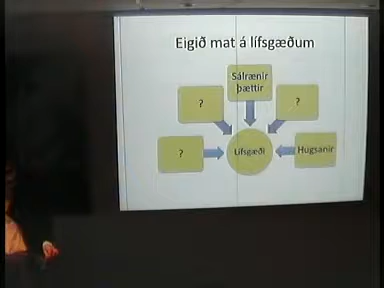 Eigið mat á lífsgæðum
Sálrænir
þættir
?
?
?
Lífsgæði
Hugsanir